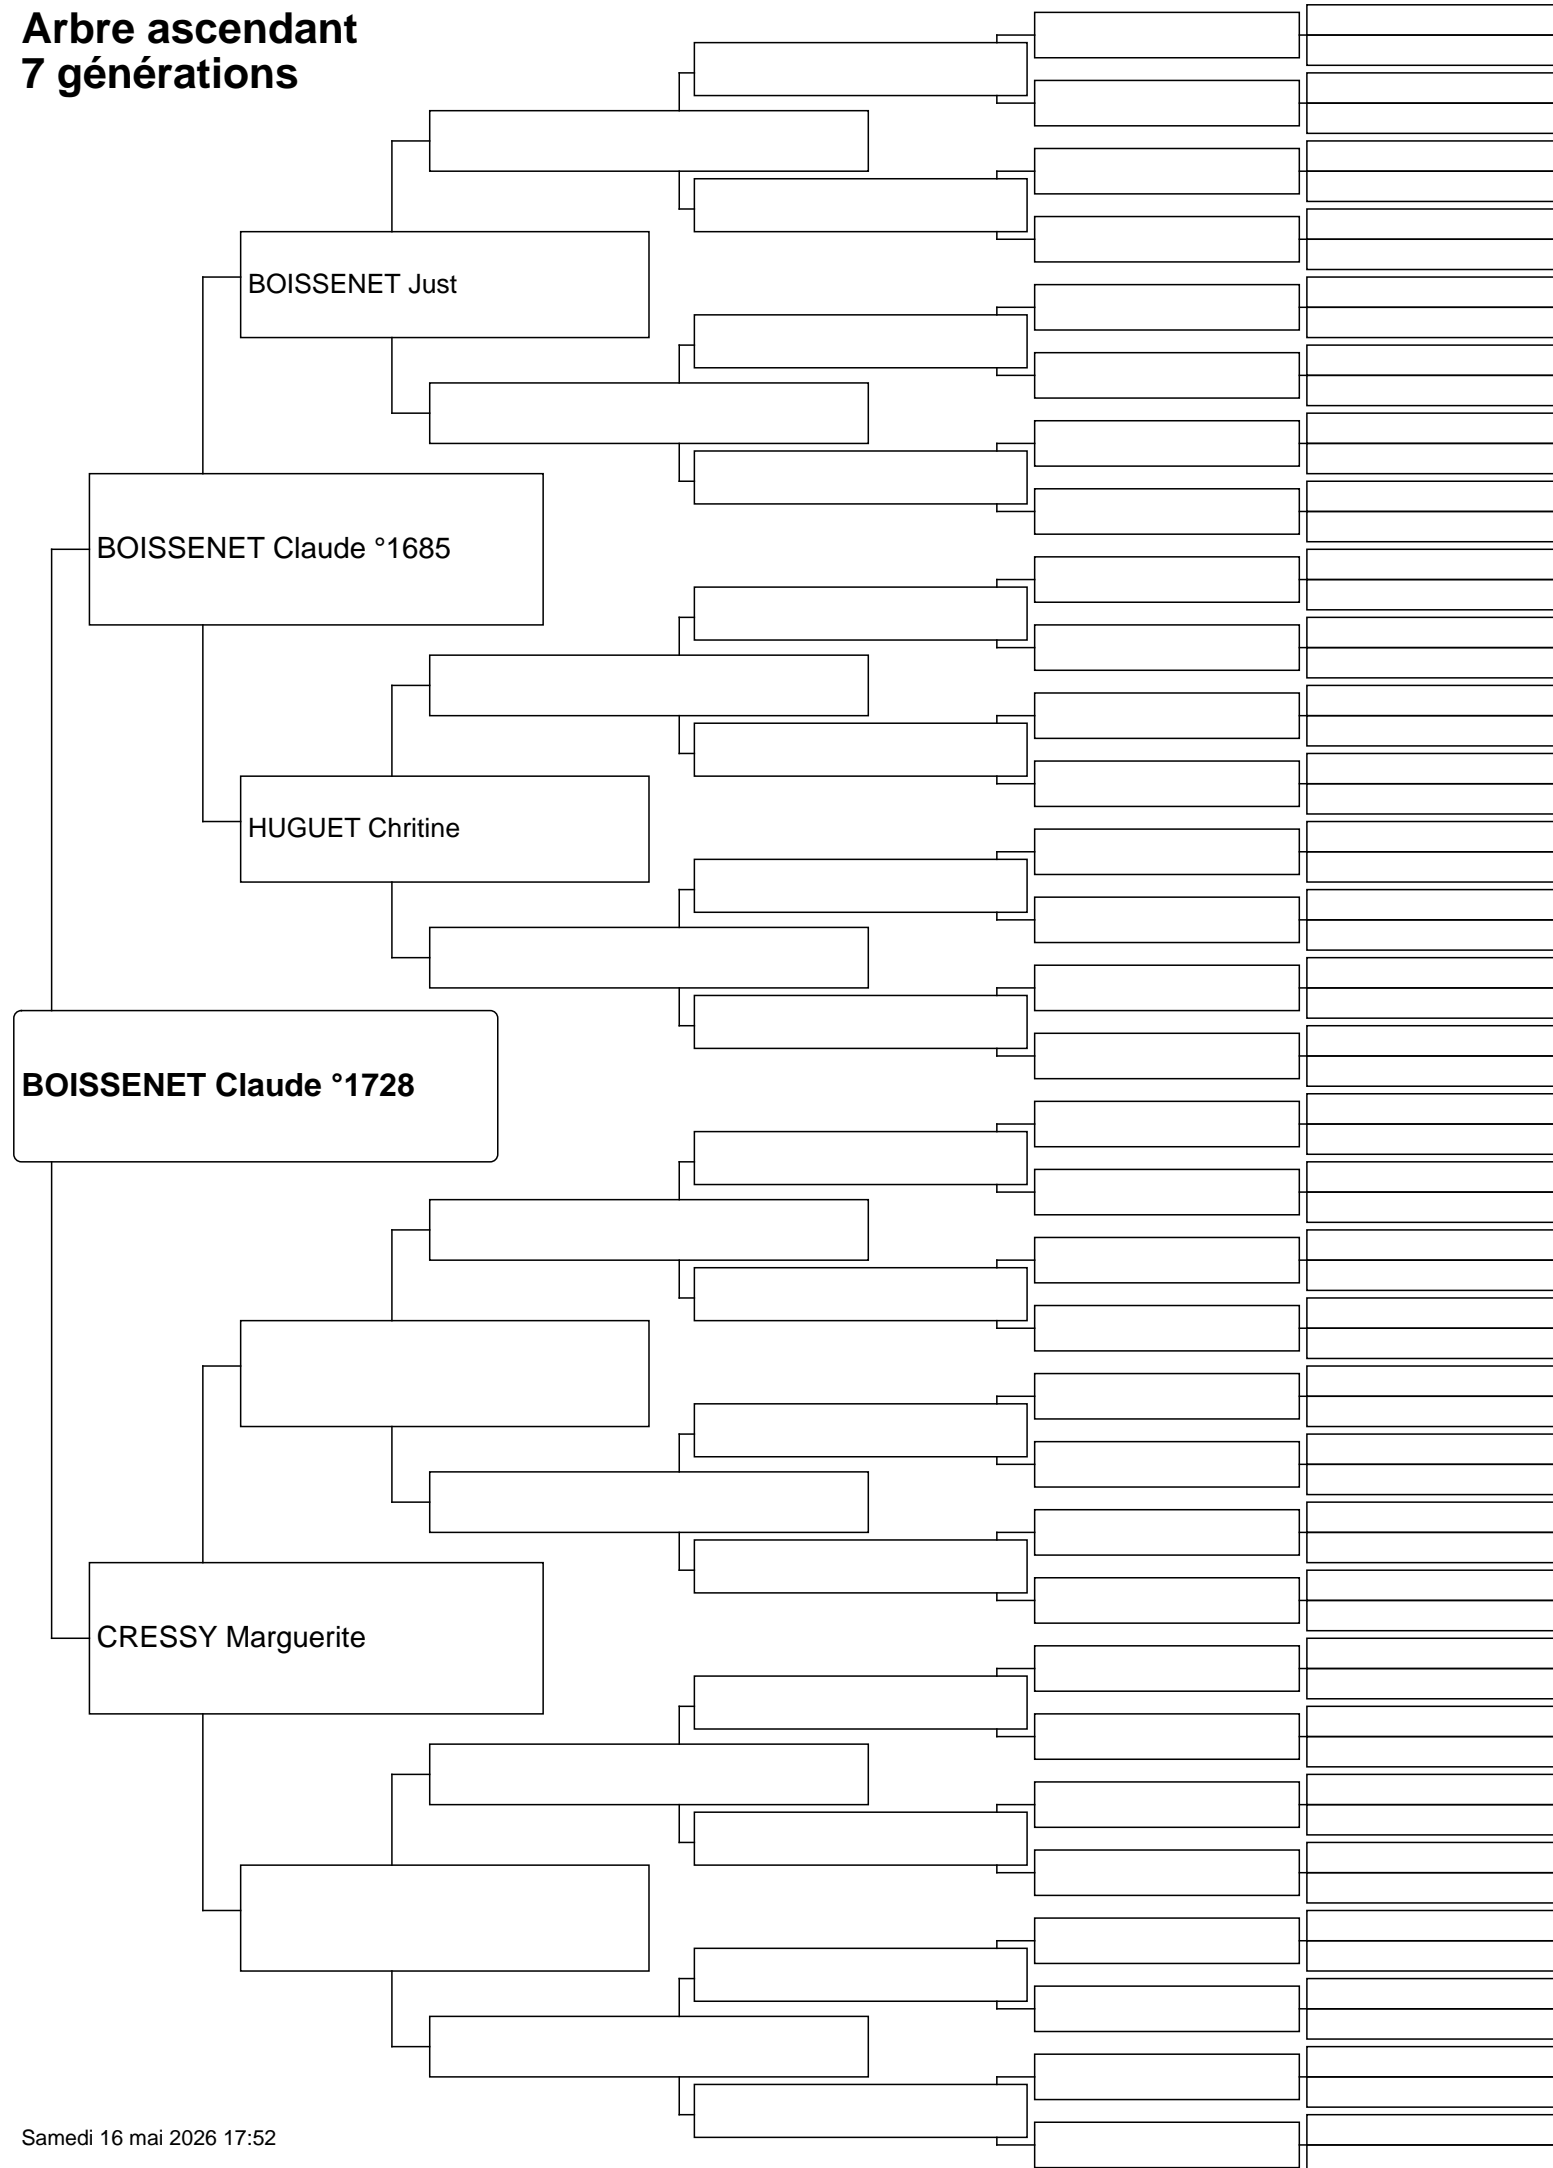 Arbre ascendant
7 générations
BOISSENET Just
BOISSENET Claude °1685
HUGUET Chritine
BOISSENET Claude °1728
CRESSY Marguerite
Samedi 16 mai 2026 17:52